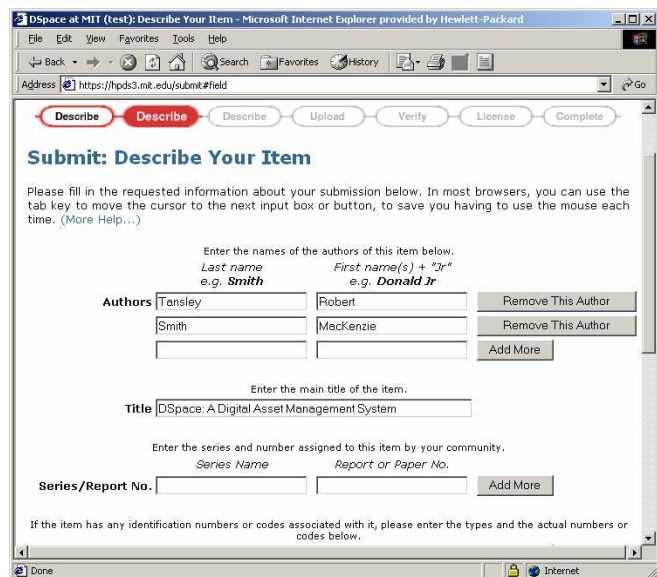 DSpace at MIT (test): Describe Your Item - Microsoft Internet Explorer provided by Hewlett-Packard
File Edit View Favorites Tools Help
Back Search Favorites History
Address https://hpds3.mit.edu/submit#field Go
Describe Describe Describe Upload Verify License Complete
Submit: Describe Your Item
Please fill in the requested information about your submission below. In most browsers, you can use the
tab key to move the cursor to the next input box or button, to save you having to use the mouse each
time. (More Help...)
Enter the names of the authors of this item below.
Last name First name(s) + "Jr"
e.g. Smith e.g. Donald Jr
Authors Tansley Robert Remove This Author
Smith MacKenzie Remove This Author
Add More
Enter the main title of the item.
Title DSpace: A Digital Asset Management System
Enter the series and number assigned to this item by your community.
Series Name Report or Paper No.
Series/Report No. Add More
If the item has any identification numbers or codes associated with it, please enter the types and the actual numbers or
codes below.
Done Internet